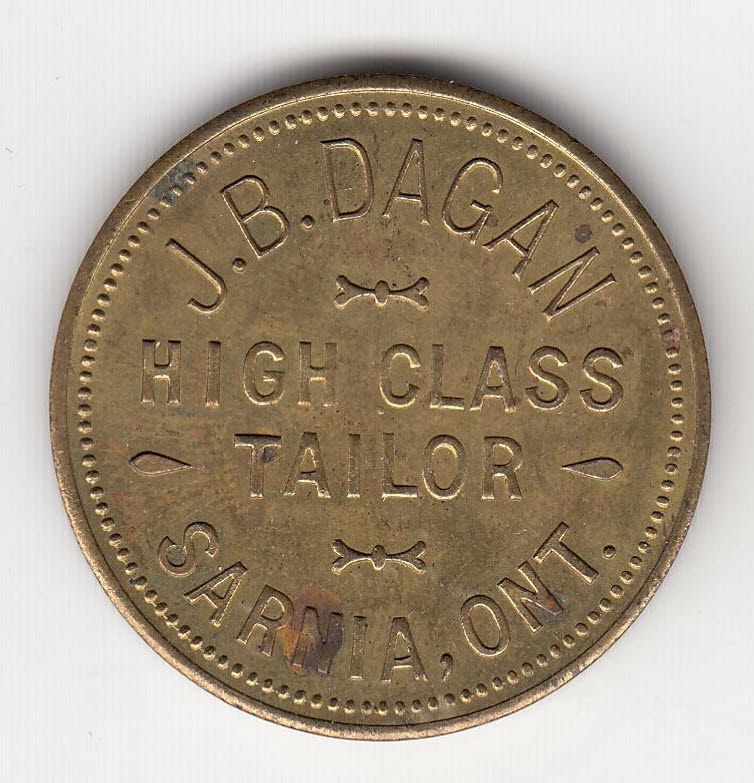 J.B.DAGAN
HIGH CLASS
TAILOR
SARNIA, ONT.